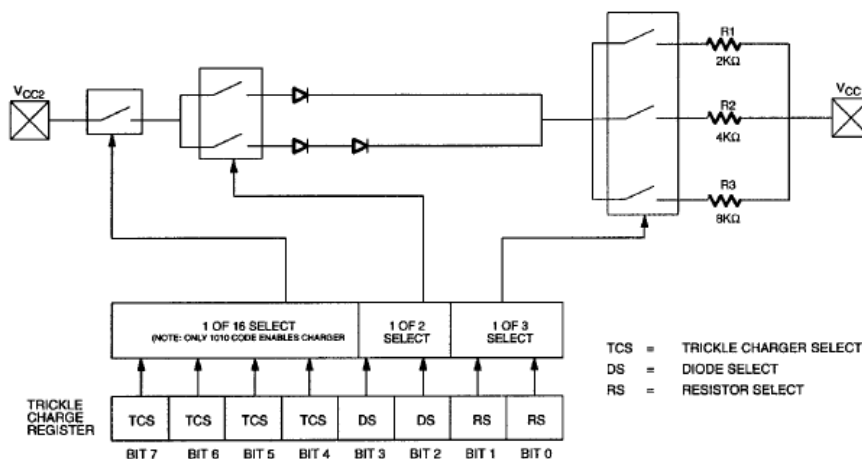 R1
2KΩ
VCC2
R2
4KΩ
VCC
R3
8KΩ
1 OF 16 SELECT
(NOTE: ONLY 1010 CODE ENABLES CHARGER
1 OF 2
SELECT
1 OF 3
SELECT
TCS = TRICKLE CHARGER SELECT
DS = DIODE SELECT
RS = RESISTOR SELECT
TRICKLE
CHARGE
REGISTER
TCS TCS TCS TCS DS DS RS RS
BIT 7 BIT 6 BIT 5 BIT 4 BIT 3 BIT 2 BIT 1 BIT 0